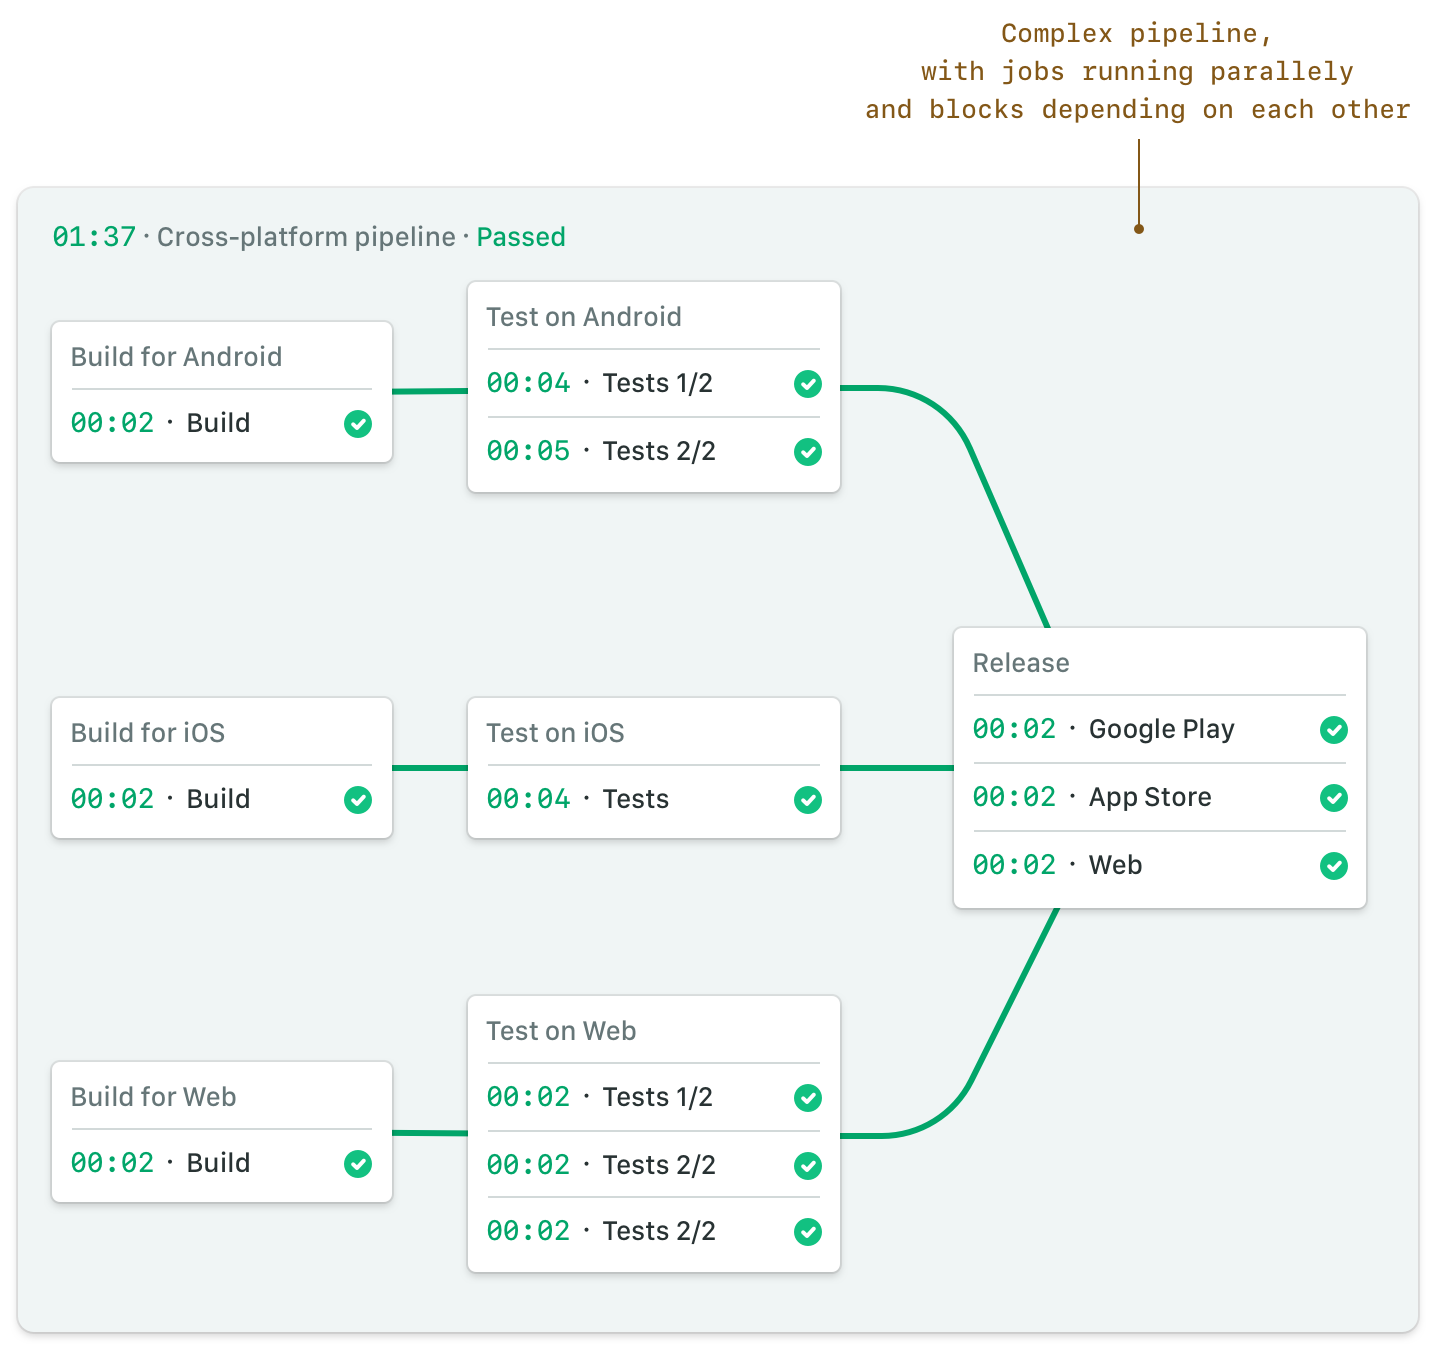 Complex pipeline,
with jobs running parallely
and blocks depending on each other
01:37 · Cross-platform pipeline · Passed
Build for Android
00:02 · Build
Test on Android
00:04 · Tests 1/2
00:05 · Tests 2/2
Build for iOS
00:02 · Build
Test on iOS
00:04 · Tests
Release
00:02 · Google Play
00:02 · App Store
00:02 · Web
Build for Web
00:02 · Build
Test on Web
00:02 · Tests 1/2
00:02 · Tests 2/2
00:02 · Tests 2/2